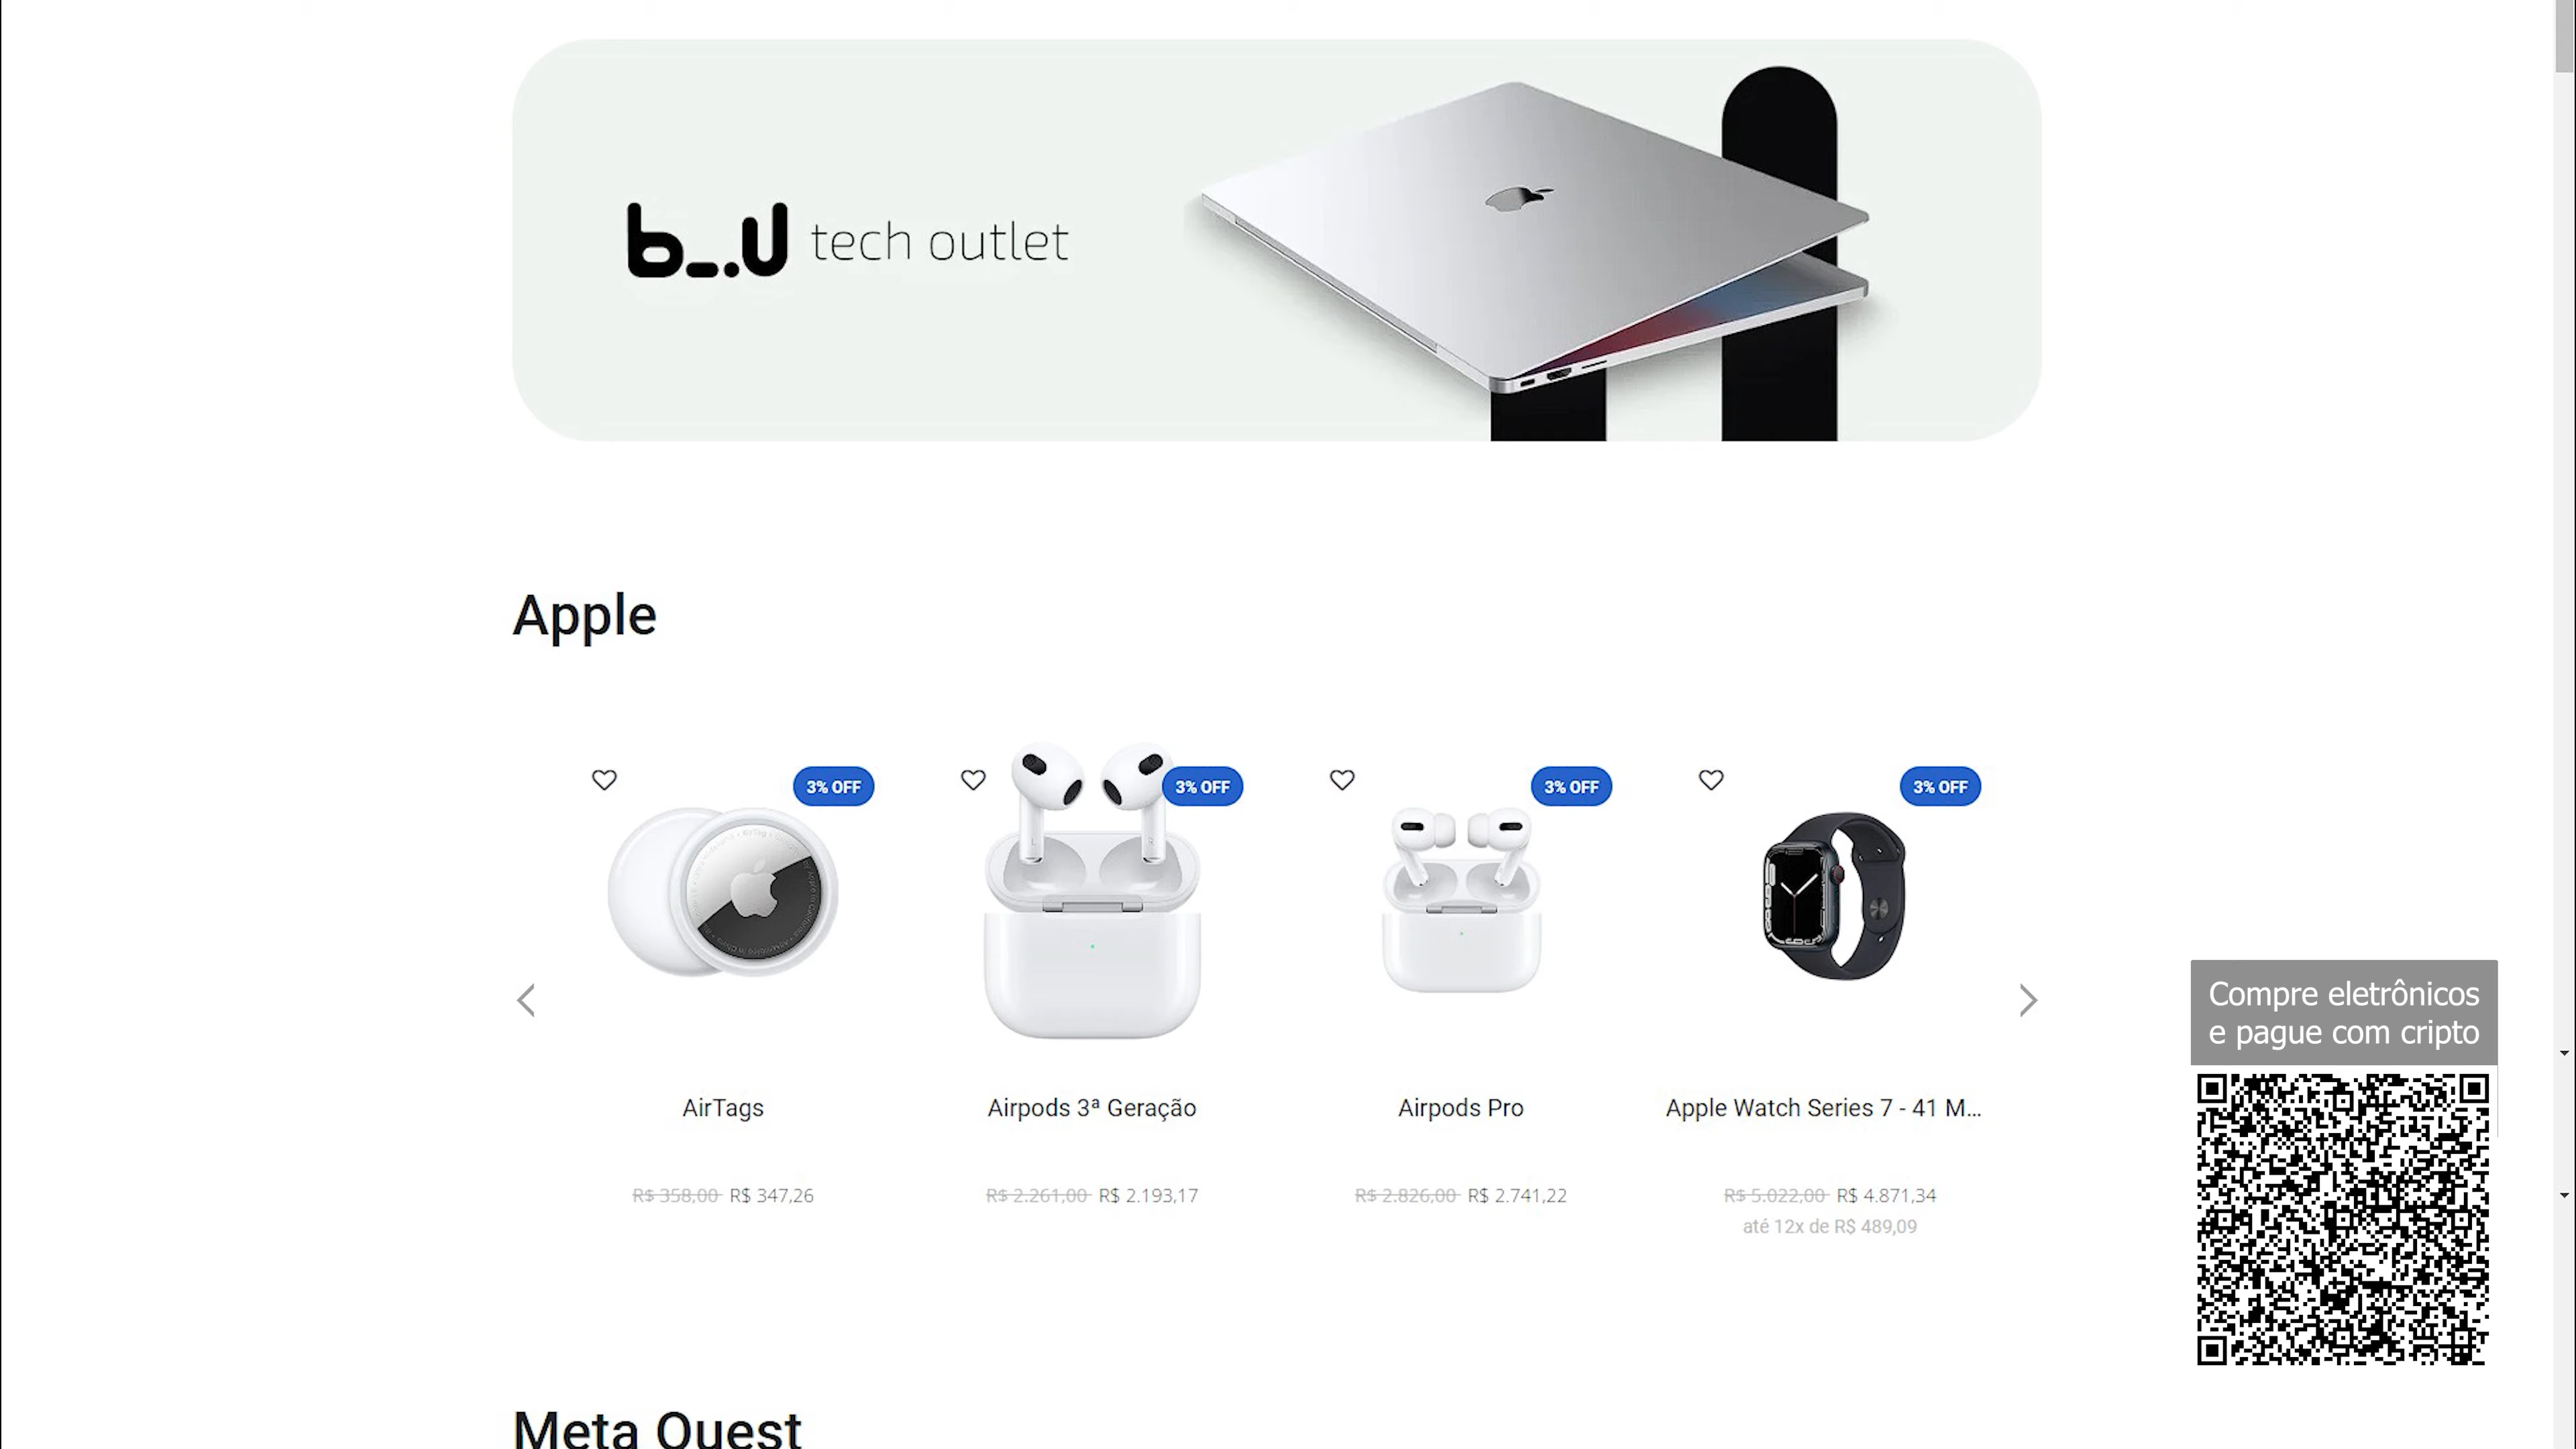 b_.U tech outlet
Apple
3% OFF
3% OFF
3% OFF
3% OFF
AirTags
Airpods 3ª Geração
Airpods Pro
Apple Watch Series 7 - 41 M...
R$ 358,00 R$ 347,26
R$ 2.261,00 R$ 2.193,17
R$ 2.826,00 R$ 2.741,22
R$ 5.022,00 R$ 4.871,34
até 12x de R$ 489,09
Compre eletrônicos
e pague com cripto
Meta Quest